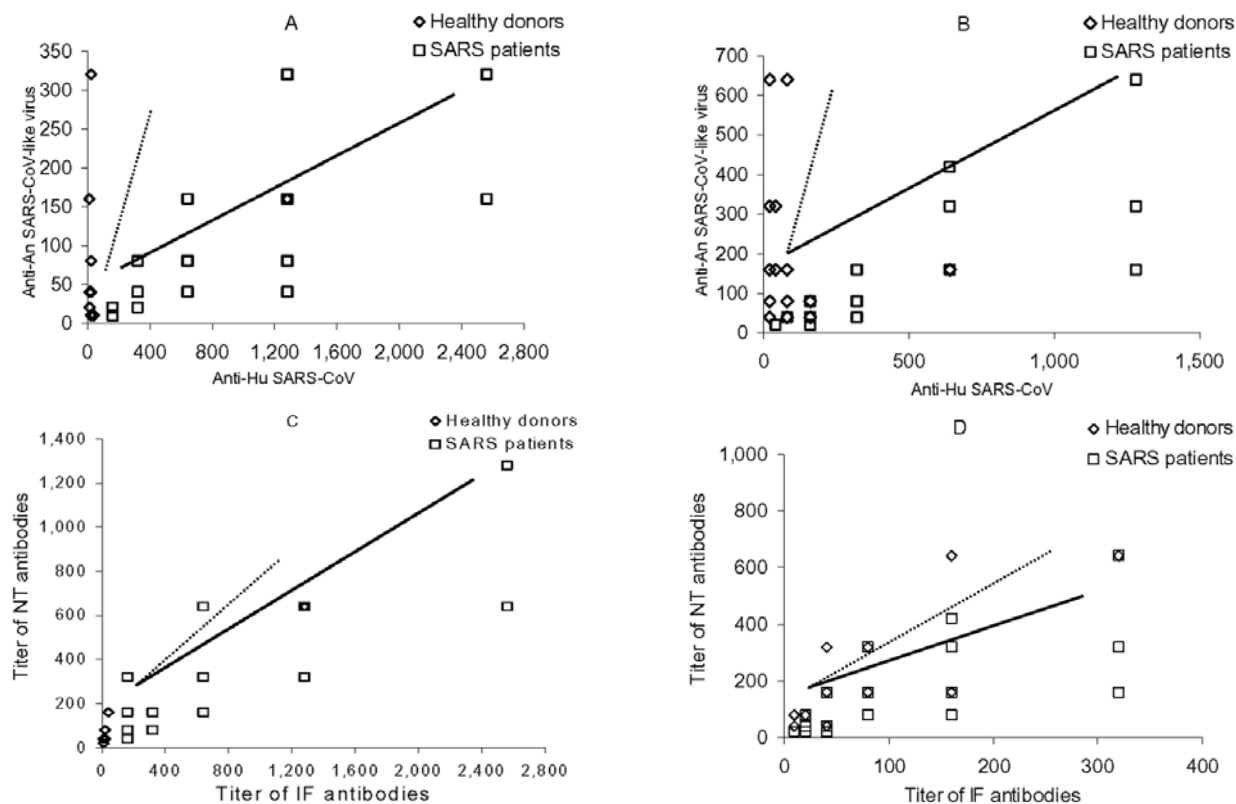 A
Healthy donors
SARS patients
350
300
250
200
150
100
50
0
Anti-An SARS-CoV-like virus
0 400 800 1,200 1,600 2,000 2,400 2,800
Anti-Hu SARS-CoV
B
Healthy donors
SARS patients
700
600
500
400
300
200
100
0
Anti-An SARS-CoV-like virus
0 500 1,000 1,500
Anti-Hu SARS-CoV
C
Healthy donors
SARS patients
1,400
1,200
1,000
800
600
400
200
0
Titer of NT antibodies
0 400 800 1,200 1,600 2,000 2,400 2,800
Titer of IF antibodies
D
Healthy donors
SARS patients
1,000
800
600
400
200
0
Titer of NT antibodies
0 100 200 300 400
Titer of IF antibodies